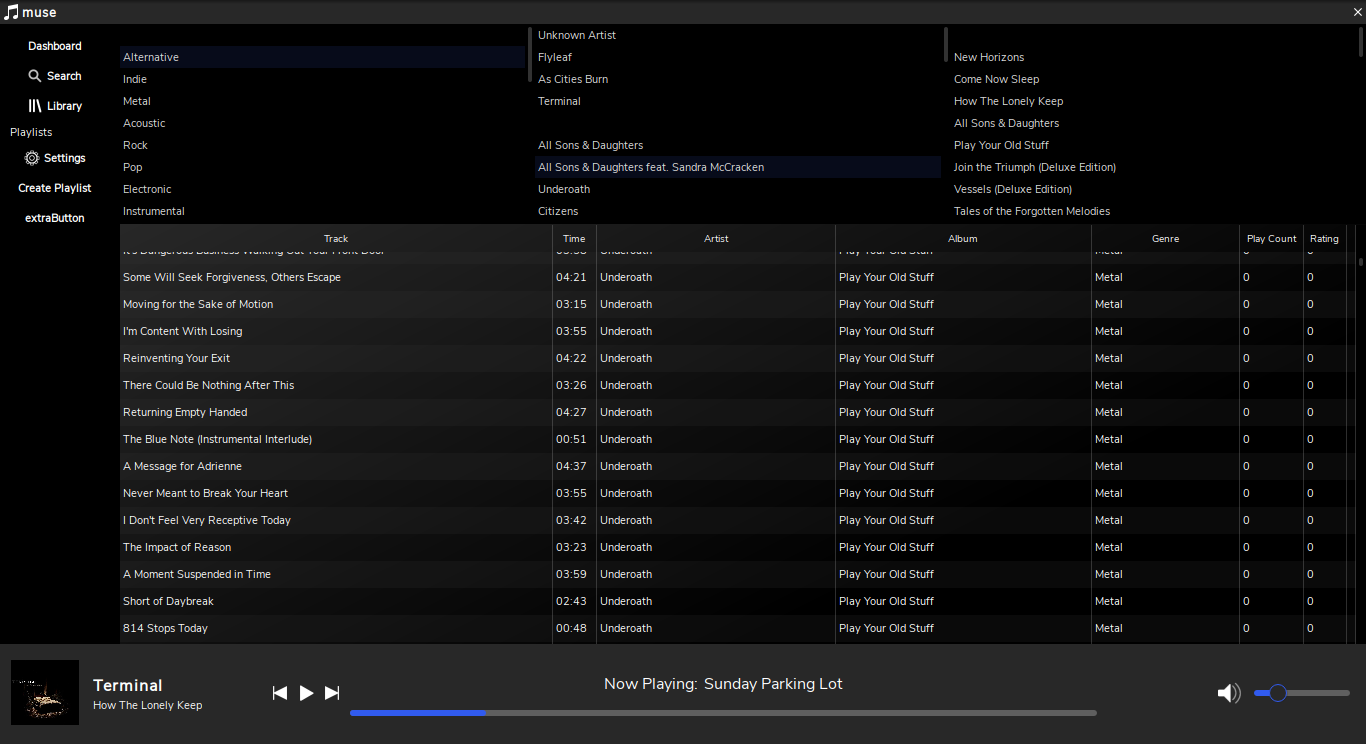 muse
Dashboard
Search
Library
Playlists
Settings
Create Playlist
extraButton
Alternative
Indie
Metal
Acoustic
Rock
Pop
Electronic
Instrumental
Unknown Artist
Flyleaf
As Cities Burn
Terminal
All Sons & Daughters
All Sons & Daughters feat. Sandra McCracken
Underoath
Citizens
New Horizons
Come Now Sleep
How The Lonely Keep
All Sons & Daughters
Play Your Old Stuff
Join the Triumph (Deluxe Edition)
Vessels (Deluxe Edition)
Tales of the Forgotten Melodies
Track Time Artist Album Genre Play Count Rating
It's Dangerous Business Walking Out Your Front Door Underoath Play Your Old Stuff Metal 0 0
Some Will Seek Forgiveness, Others Escape 04:21 Underoath Play Your Old Stuff Metal 0 0
Moving for the Sake of Motion 03:15 Underoath Play Your Old Stuff Metal 0 0
I'm Content With Losing 03:55 Underoath Play Your Old Stuff Metal 0 0
Reinventing Your Exit 04:22 Underoath Play Your Old Stuff Metal 0 0
There Could Be Nothing After This 03:26 Underoath Play Your Old Stuff Metal 0 0
Returning Empty Handed 04:27 Underoath Play Your Old Stuff Metal 0 0
The Blue Note (Instrumental Interlude) 00:51 Underoath Play Your Old Stuff Metal 0 0
A Message for Adrienne 04:37 Underoath Play Your Old Stuff Metal 0 0
Never Meant to Break Your Heart 03:55 Underoath Play Your Old Stuff Metal 0 0
I Don't Feel Very Receptive Today 03:42 Underoath Play Your Old Stuff Metal 0 0
The Impact of Reason 03:23 Underoath Play Your Old Stuff Metal 0 0
A Moment Suspended in Time 03:59 Underoath Play Your Old Stuff Metal 0 0
Short of Daybreak 02:43 Underoath Play Your Old Stuff Metal 0 0
814 Stops Today 00:48 Underoath Play Your Old Stuff Metal 0 0
Terminal
How The Lonely Keep
Now Playing: Sunday Parking Lot